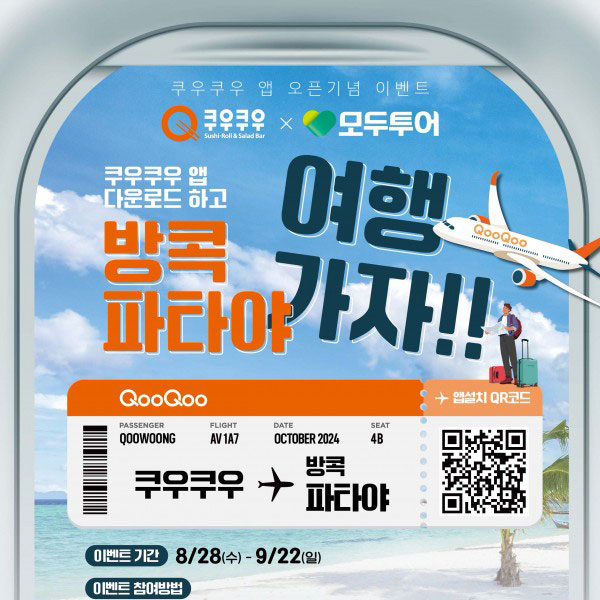 쿠우쿠우 앱 오픈기념 이벤트
쿠우쿠우 × 모두투어
Sushi·Roll & Salad Bar
쿠우쿠우 앱
다운로드 하고
방콕
파타야
여행
가자!!
QooQoo
QooQoo
앱설치 QR코드
PASSENGER FLIGHT DATE SEAT
QOOWOONG AV 1A7 OCTOBER 2024 4B
쿠우쿠우
방콕
파타야
이벤트 기간 8/28(수) - 9/22(일)
이벤트 참여방법